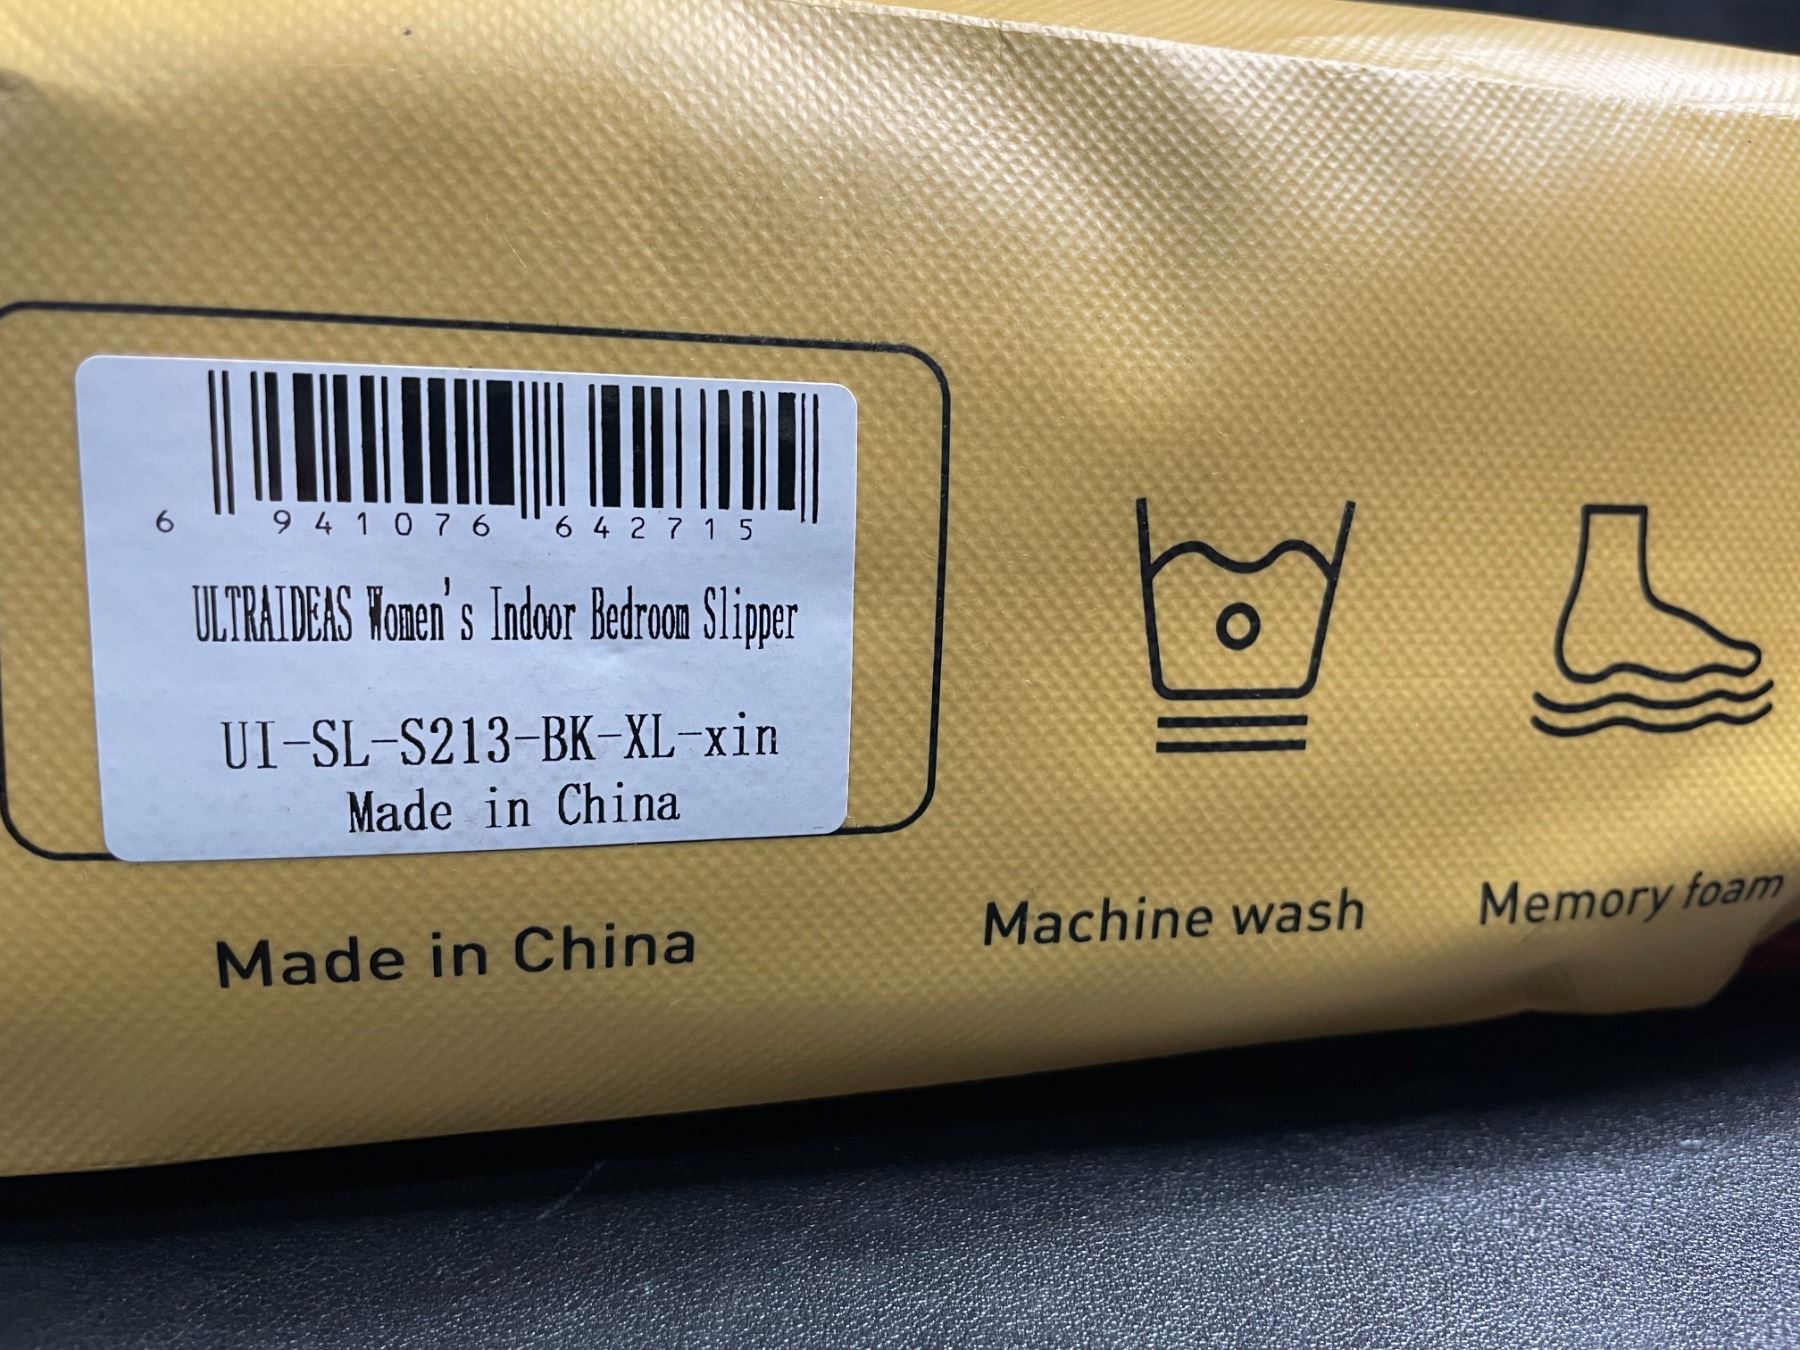 6 941076 642715
ULTRAIDEAS Women's Indoor Bedroom Slipper
UI-SL-S213-BK-XL-xin
Made in China
Made in China
Machine wash
Memory foam